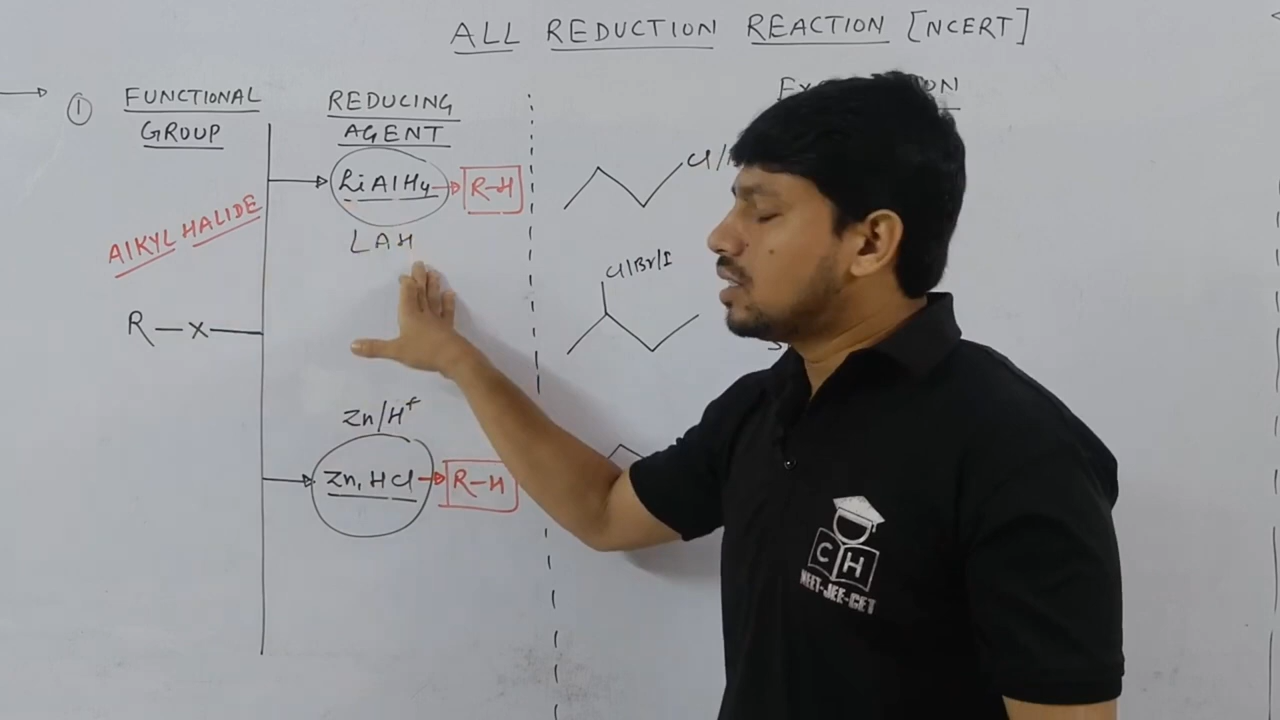 ALL REDUCTION REACTION [NCERT]
① FUNCTIONAL GROUP
REDUCING AGENT
LiAlH4 → R-H
LAH
ALKYL HALIDE
R-X
Cl/Br/I
Zn/H+
Zn, HCl → R-H
CH
NEET-JEE-CET